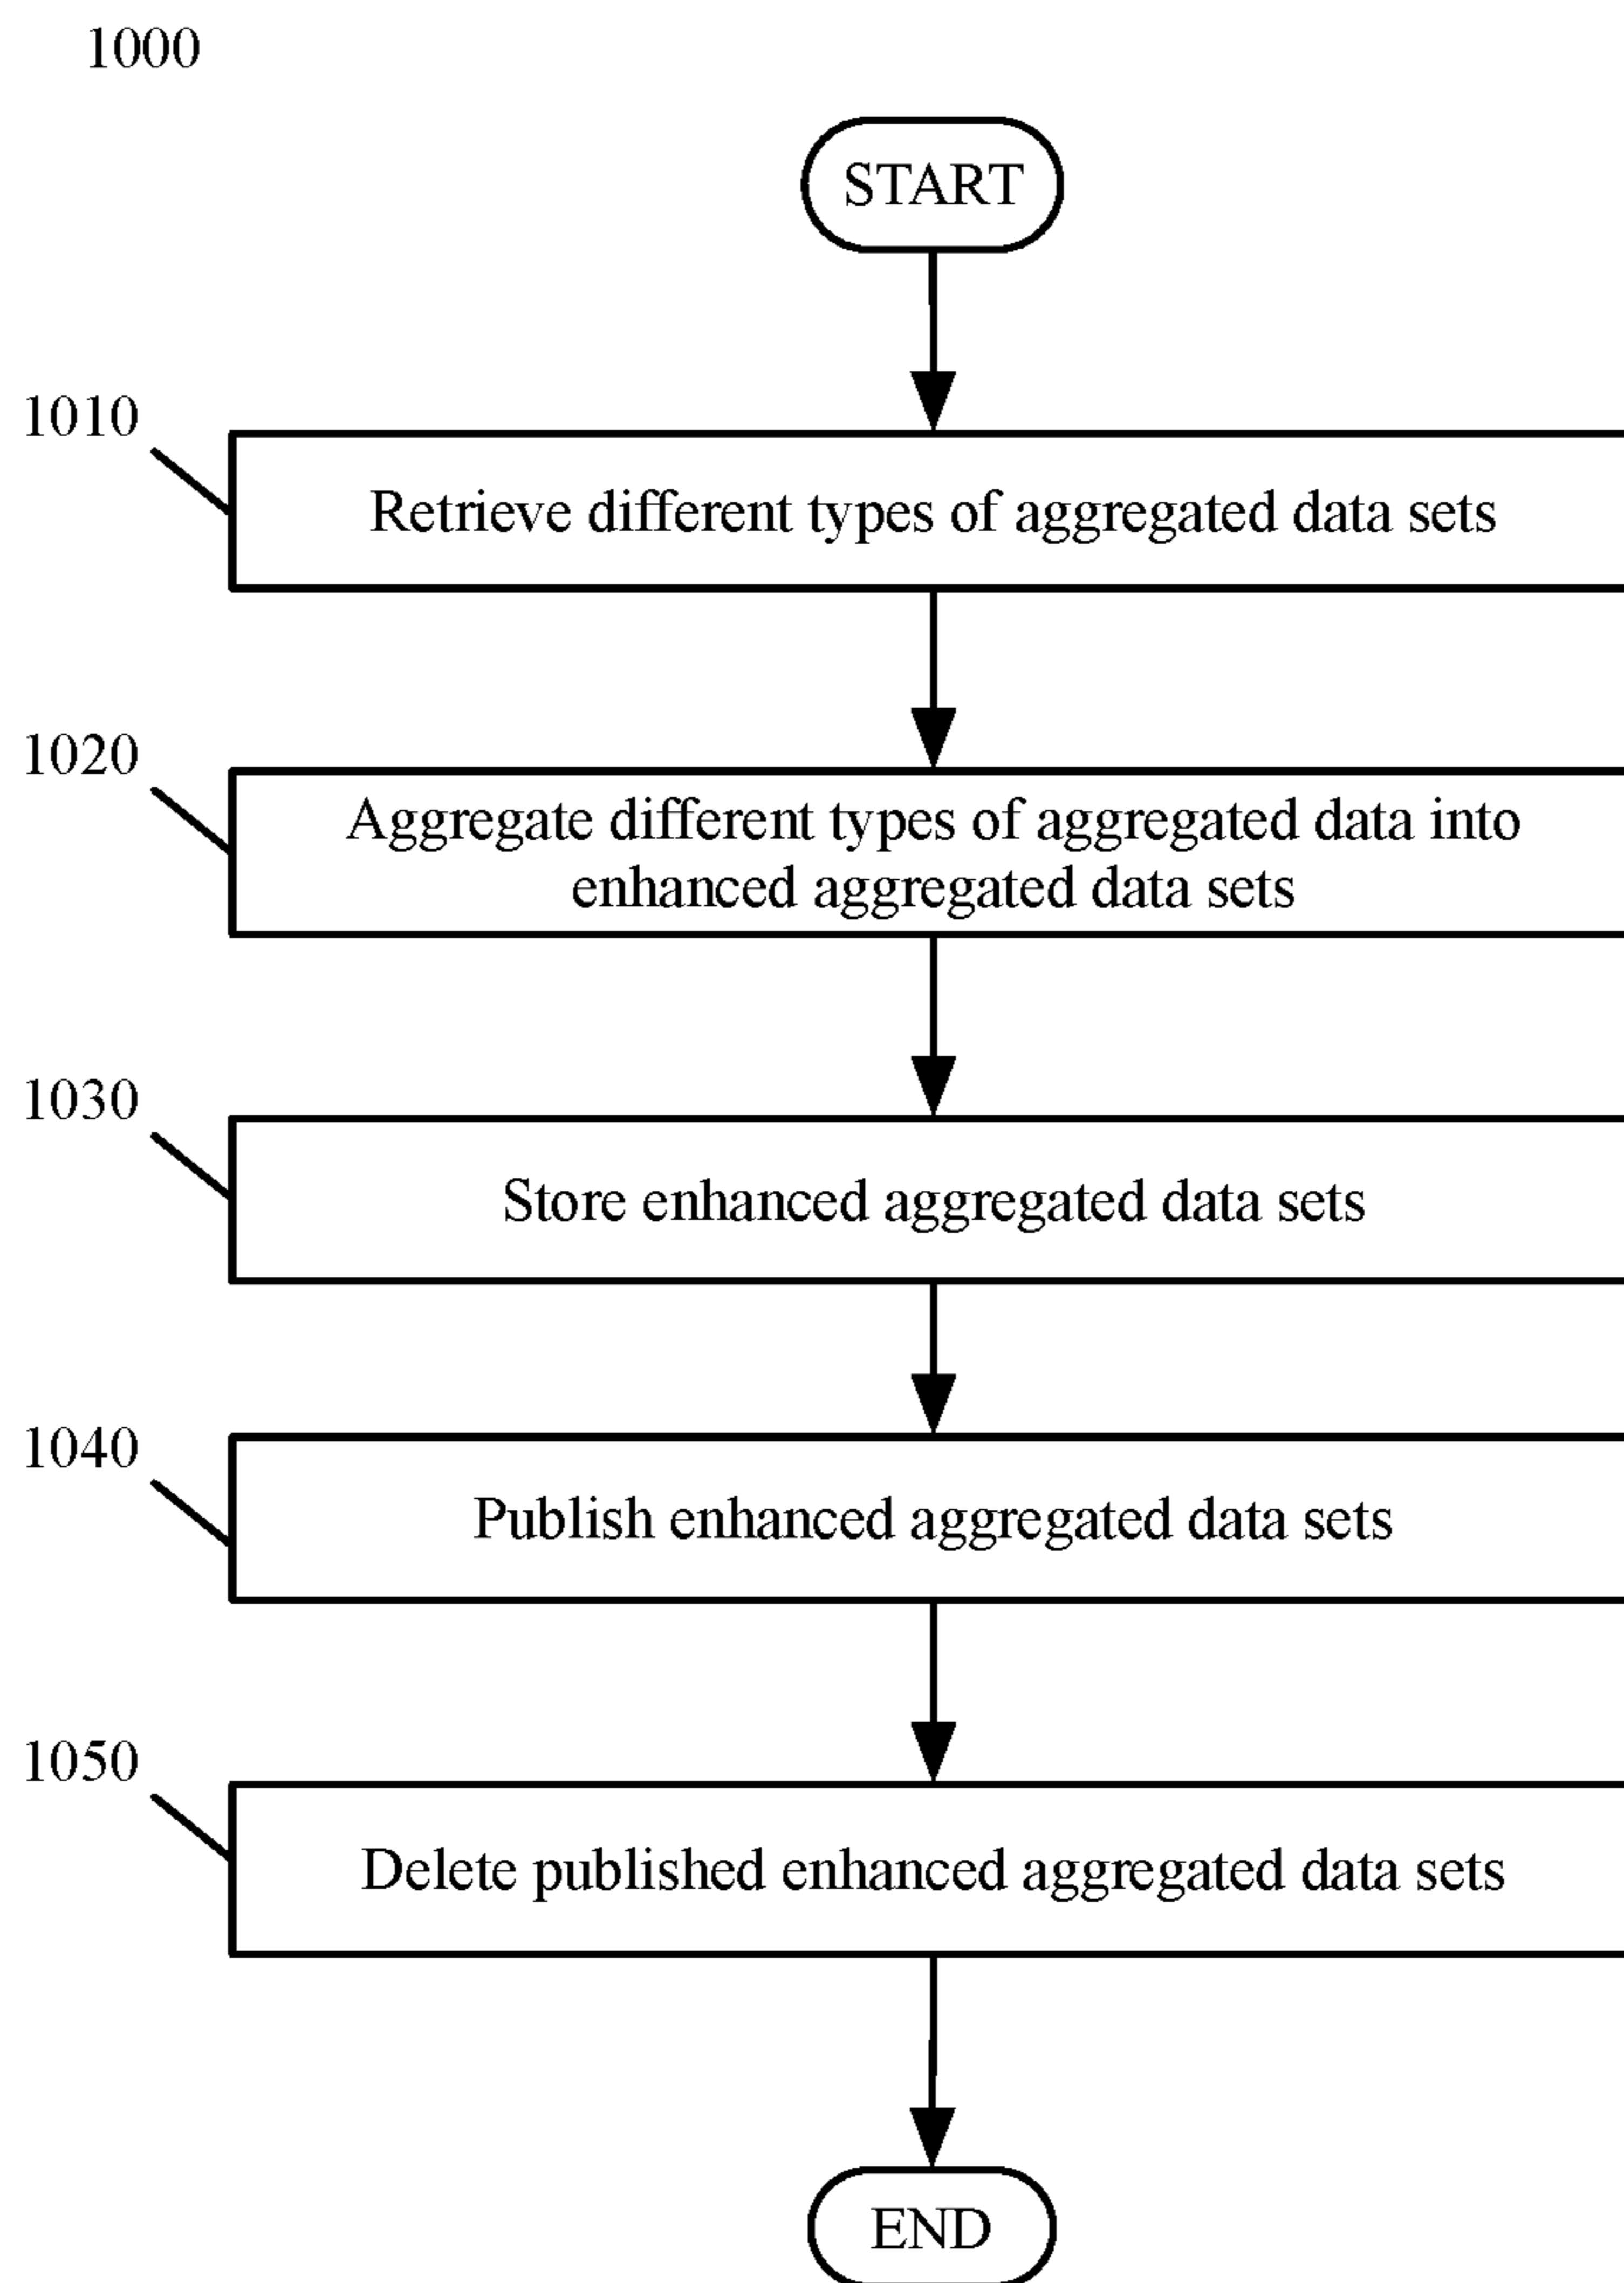 1000
START
1010
Retrieve different types of aggregated data sets
1020
Aggregate different types of aggregated data into
enhanced aggregated data sets
1030
Store enhanced aggregated data sets
1040
Publish enhanced aggregated data sets
1050
Delete published enhanced aggregated data sets
END